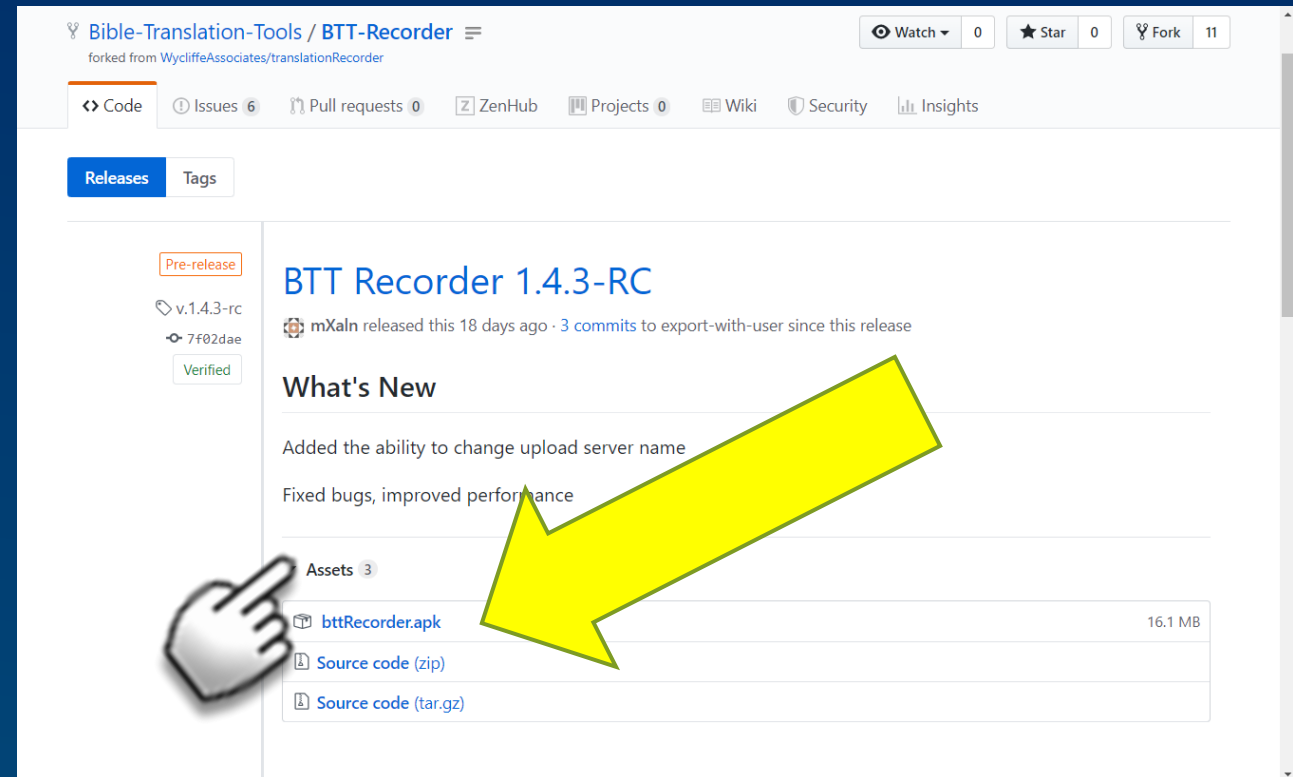 Bible-Translation-Tools / BTT-Recorder
Watch 0 Star 0 Fork 11
forked from WycliffeAssociates/translationRecorder
Code Issues 6 Pull requests 0 ZenHub Projects 0 Wiki Security Insights
Releases Tags
Pre-release
BTT Recorder 1.4.3-RC
v.1.4.3-rc
mXaln released this 18 days ago · 3 commits to export-with-user since this release
7f02dae
Verified
What's New
Added the ability to change upload server name
Fixed bugs, improved performance
Assets 3
bttRecorder.apk 16.1 MB
Source code (zip)
Source code (tar.gz)